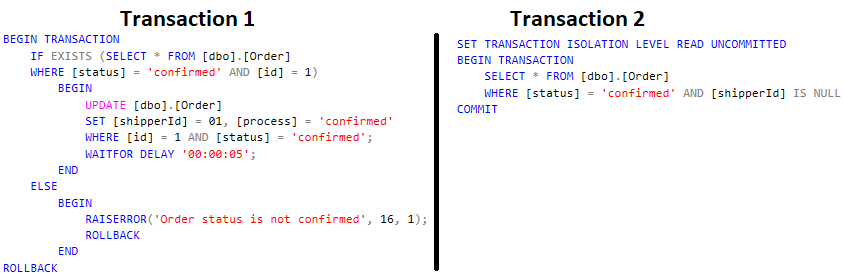 Transaction 1
BEGIN TRANSACTION
IF EXISTS (SELECT * FROM [dbo].[Order]
WHERE [status] = 'confirmed' AND [id] = 1)
BEGIN
UPDATE [dbo].[Order]
SET [shipperId] = 01, [process] = 'confirmed'
WHERE [id] = 1 AND [status] = 'confirmed';
WAITFOR DELAY '00:00:05';
END
ELSE
BEGIN
RAISERROR('Order status is not confirmed', 16, 1);
ROLLBACK
END
ROLLBACK
Transaction 2
SET TRANSACTION ISOLATION LEVEL READ UNCOMMITTED
BEGIN TRANSACTION
SELECT * FROM [dbo].[Order]
WHERE [status] = 'confirmed' AND [shipperId] IS NULL
COMMIT